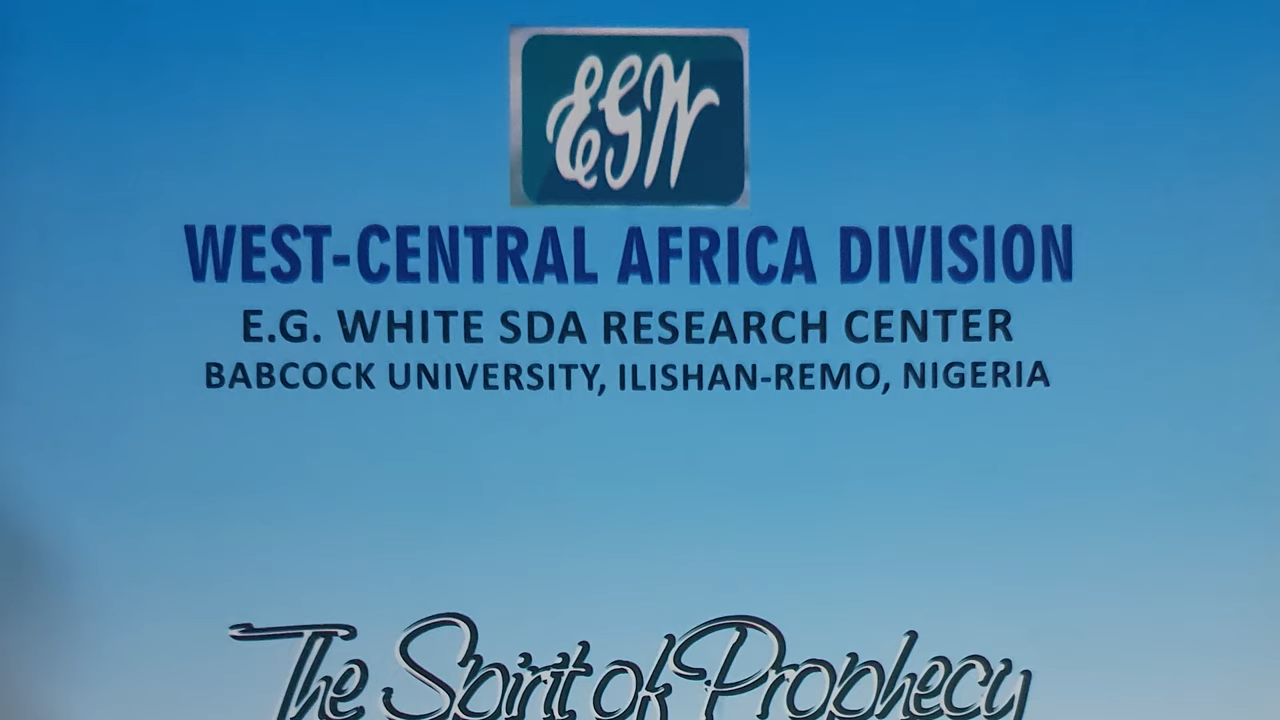 EGW
WEST-CENTRAL AFRICA DIVISION
E.G. WHITE SDA RESEARCH CENTER
BABCOCK UNIVERSITY, ILISHAN-REMO, NIGERIA
The Spirit of Prophecy